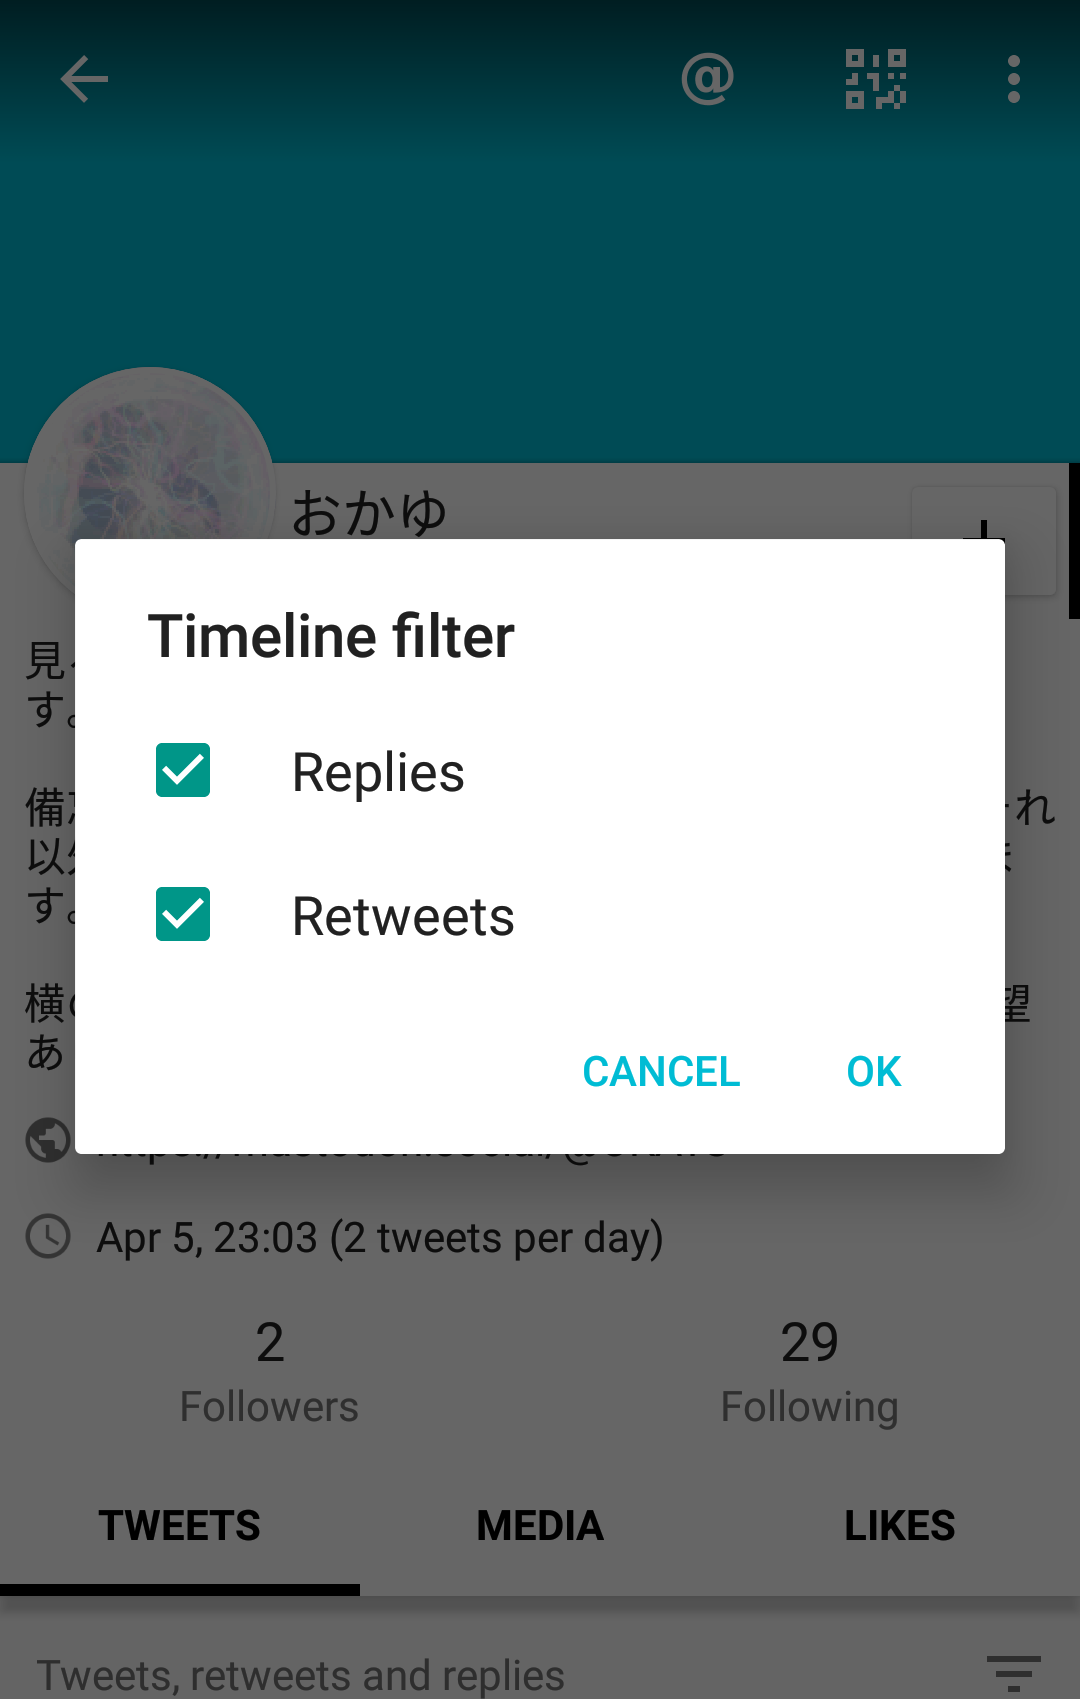 おかゆ
Timeline filter
Replies
Retweets
CANCEL
OK
見
す。
備
れ
以
す。
横
望
あ
Apr 5, 23:03 (2 tweets per day)
2
29
Followers
Following
TWEETS
MEDIA
LIKES
Tweets, retweets and replies